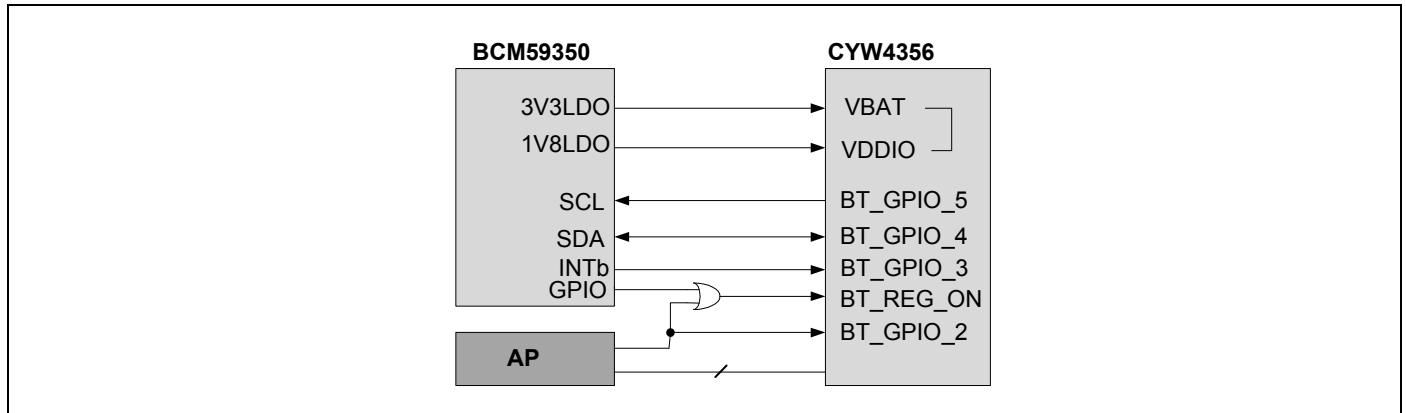 BCM59350
CYW4356
3V3LDO
VBAT
1V8LDO
VDDIO
SCL
BT_GPIO_5
SDA
BT_GPIO_4
INTb
BT_GPIO_3
GPIO
BT_REG_ON
BT_GPIO_2
AP